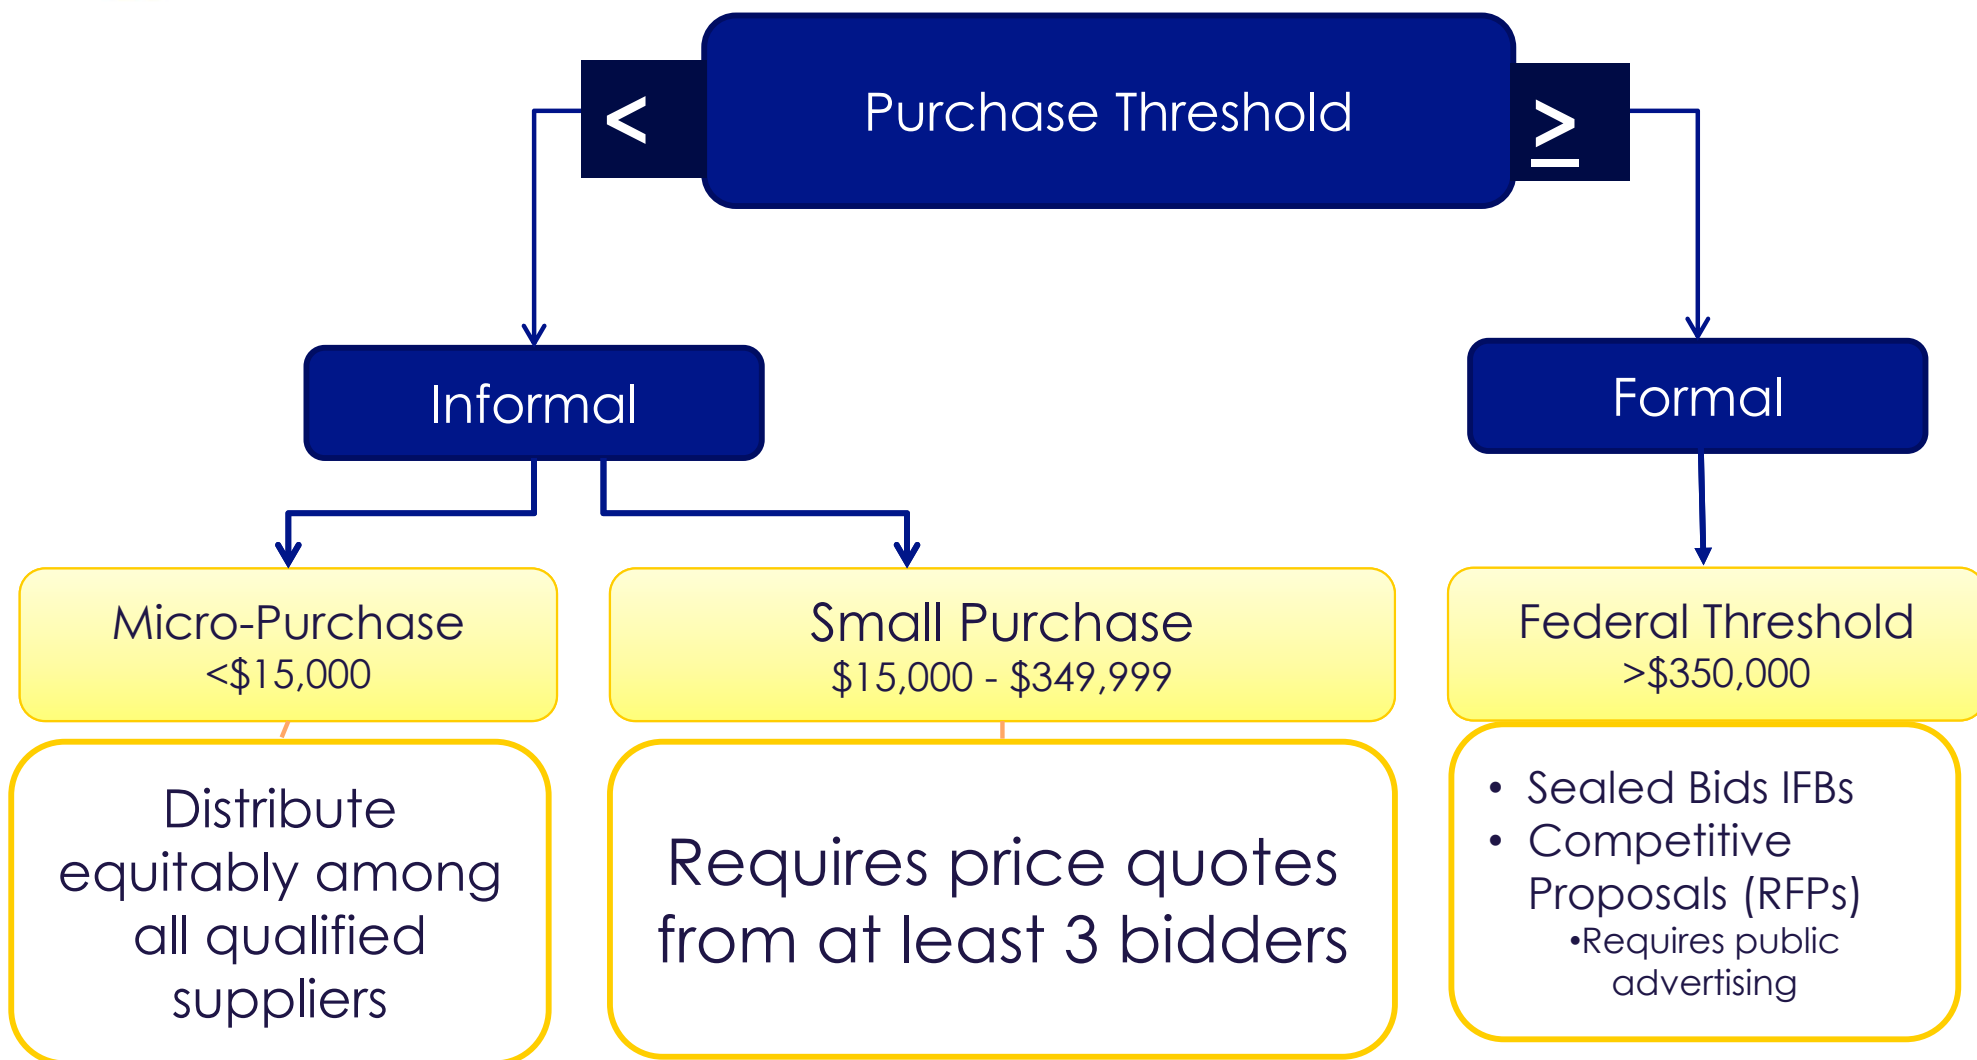 <
Purchase Threshold
≥
Informal
Formal
Micro-Purchase
<$15,000
Small Purchase
$15,000 - $349,999
Federal Threshold
>$350,000
Distribute
equitably among
all qualified
suppliers
Requires price quotes
from at least 3 bidders
• Sealed Bids IFBs
• Competitive
Proposals (RFPs)
•Requires public
advertising